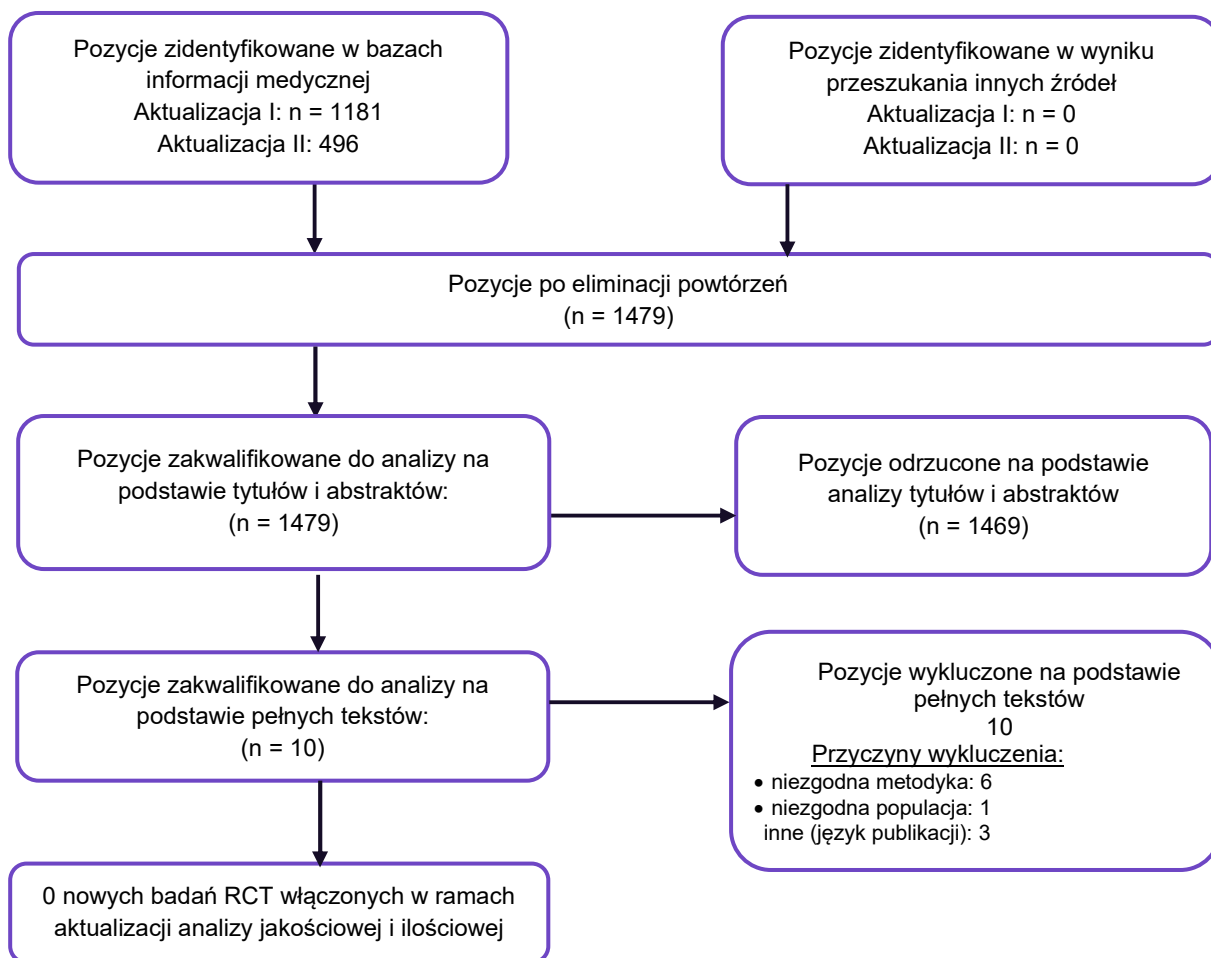 Pozycje zidentyfikowane w bazach
informacji medycznej
Aktualizacja I: n = 1181
Aktualizacja II: 496
Pozycje zidentyfikowane w wyniku
przeszukania innych źródeł
Aktualizacja I: n = 0
Aktualizacja II: n = 0
Pozycje po eliminacji powtórzeń
(n = 1479)
Pozycje zakwalifikowane do analizy na
podstawie tytułów i abstraktów:
(n = 1479)
Pozycje odrzucone na podstawie
analizy tytułów i abstraktów
(n = 1469)
Pozycje zakwalifikowane do analizy na
podstawie pełnych tekstów:
(n = 10)
Pozycje wykluczone na podstawie
pełnych tekstów
10
Przyczyny wykluczenia:
• niezgodna metodyka: 6
• niezgodna populacja: 1
inne (język publikacji): 3
0 nowych badań RCT włączonych w ramach
aktualizacji analizy jakościowej i ilościowej